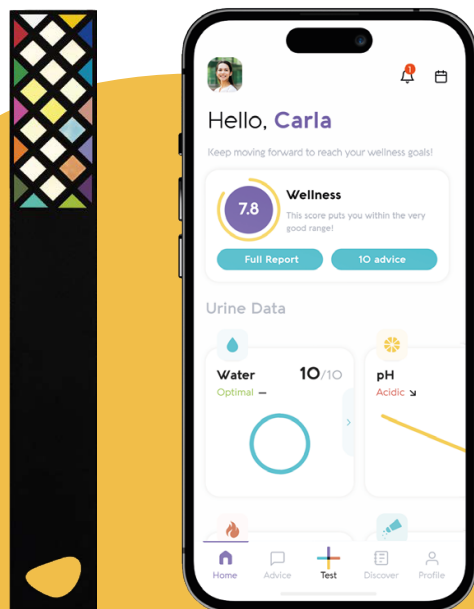 1
Hello, Carla
Keep moving forward to reach your wellness goals!
7.8
Wellness
This score puts you within the very
good range!
Full Report
10 advice
Urine Data
Water 10/10
Optimal
pH
Acidic
Home
Advice
Test
Discover
Profile